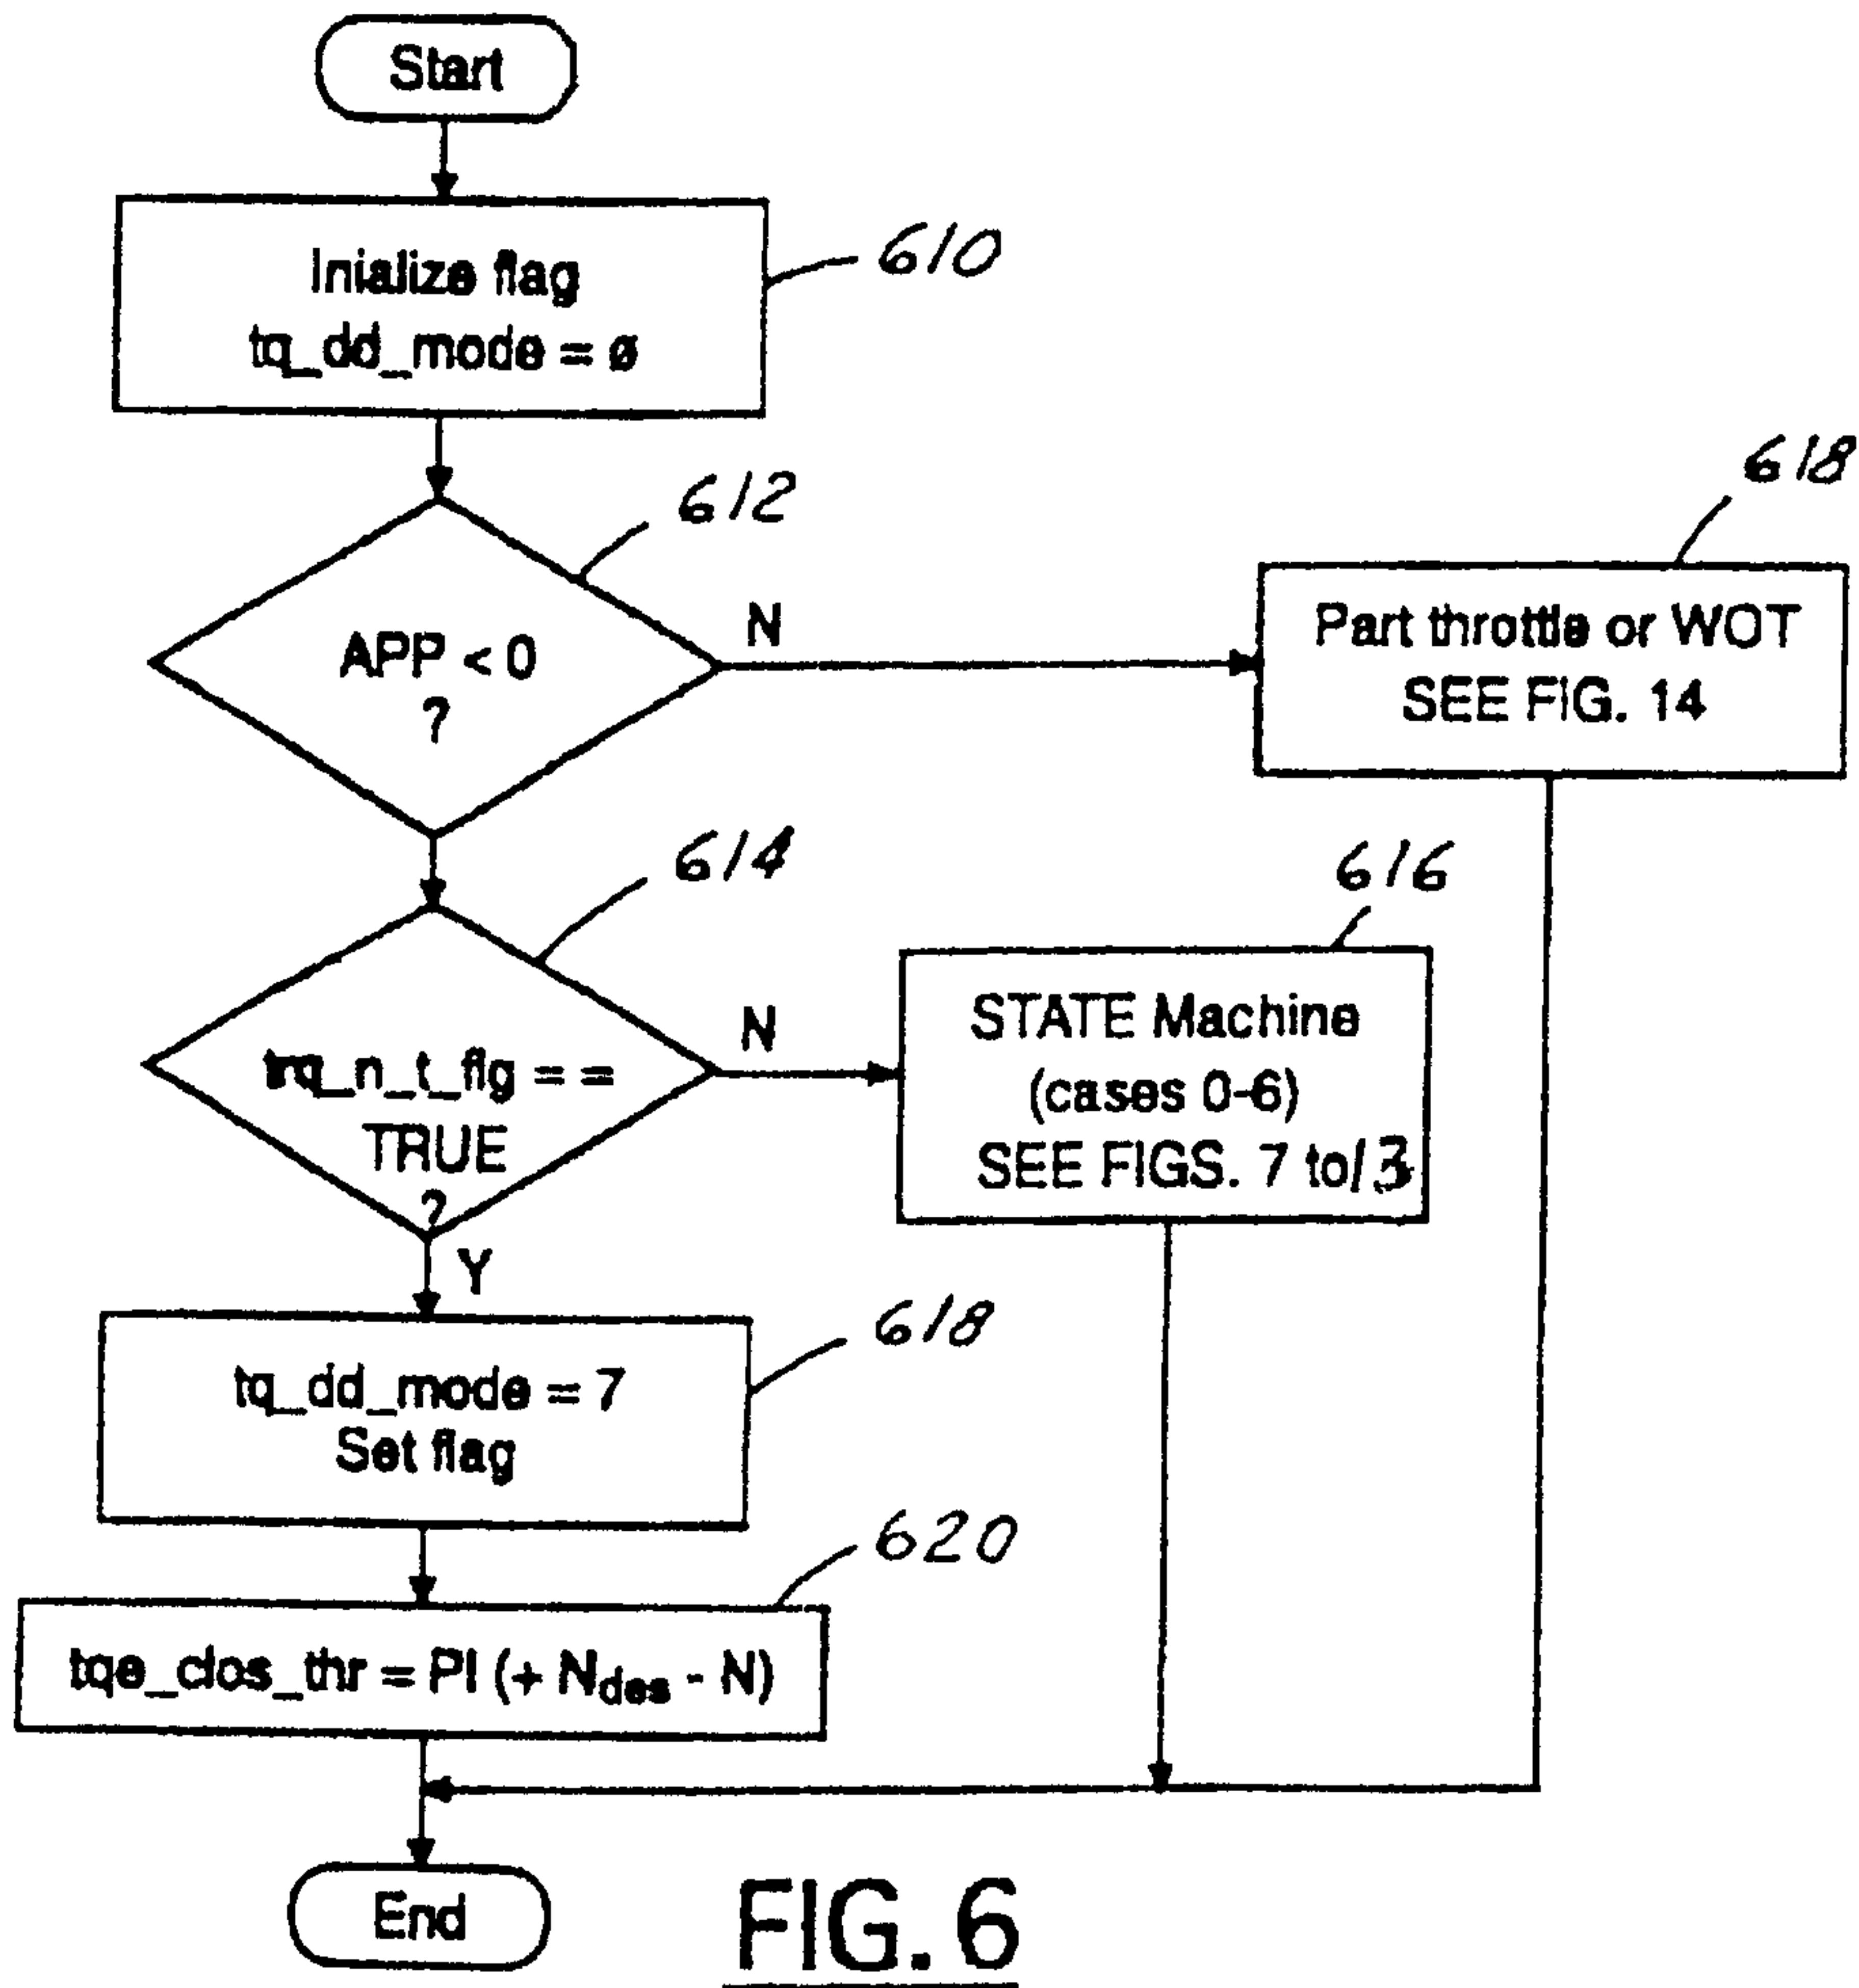 Start
Inialize flag
tq_dd_mode = ø
610
612
APP < 0
?
N
618
Part throttle or WOT
SEE FIG. 14
614
trq_n_t_flg = =
TRUE
?
N
616
STATE Machine
(cases 0-6)
SEE FIGS. 7 to 13
Y
618
tq_dd_mode = 7
Set flag
620
tqe_clos_thr = PI (+ Ndes - N)
End
FIG. 6